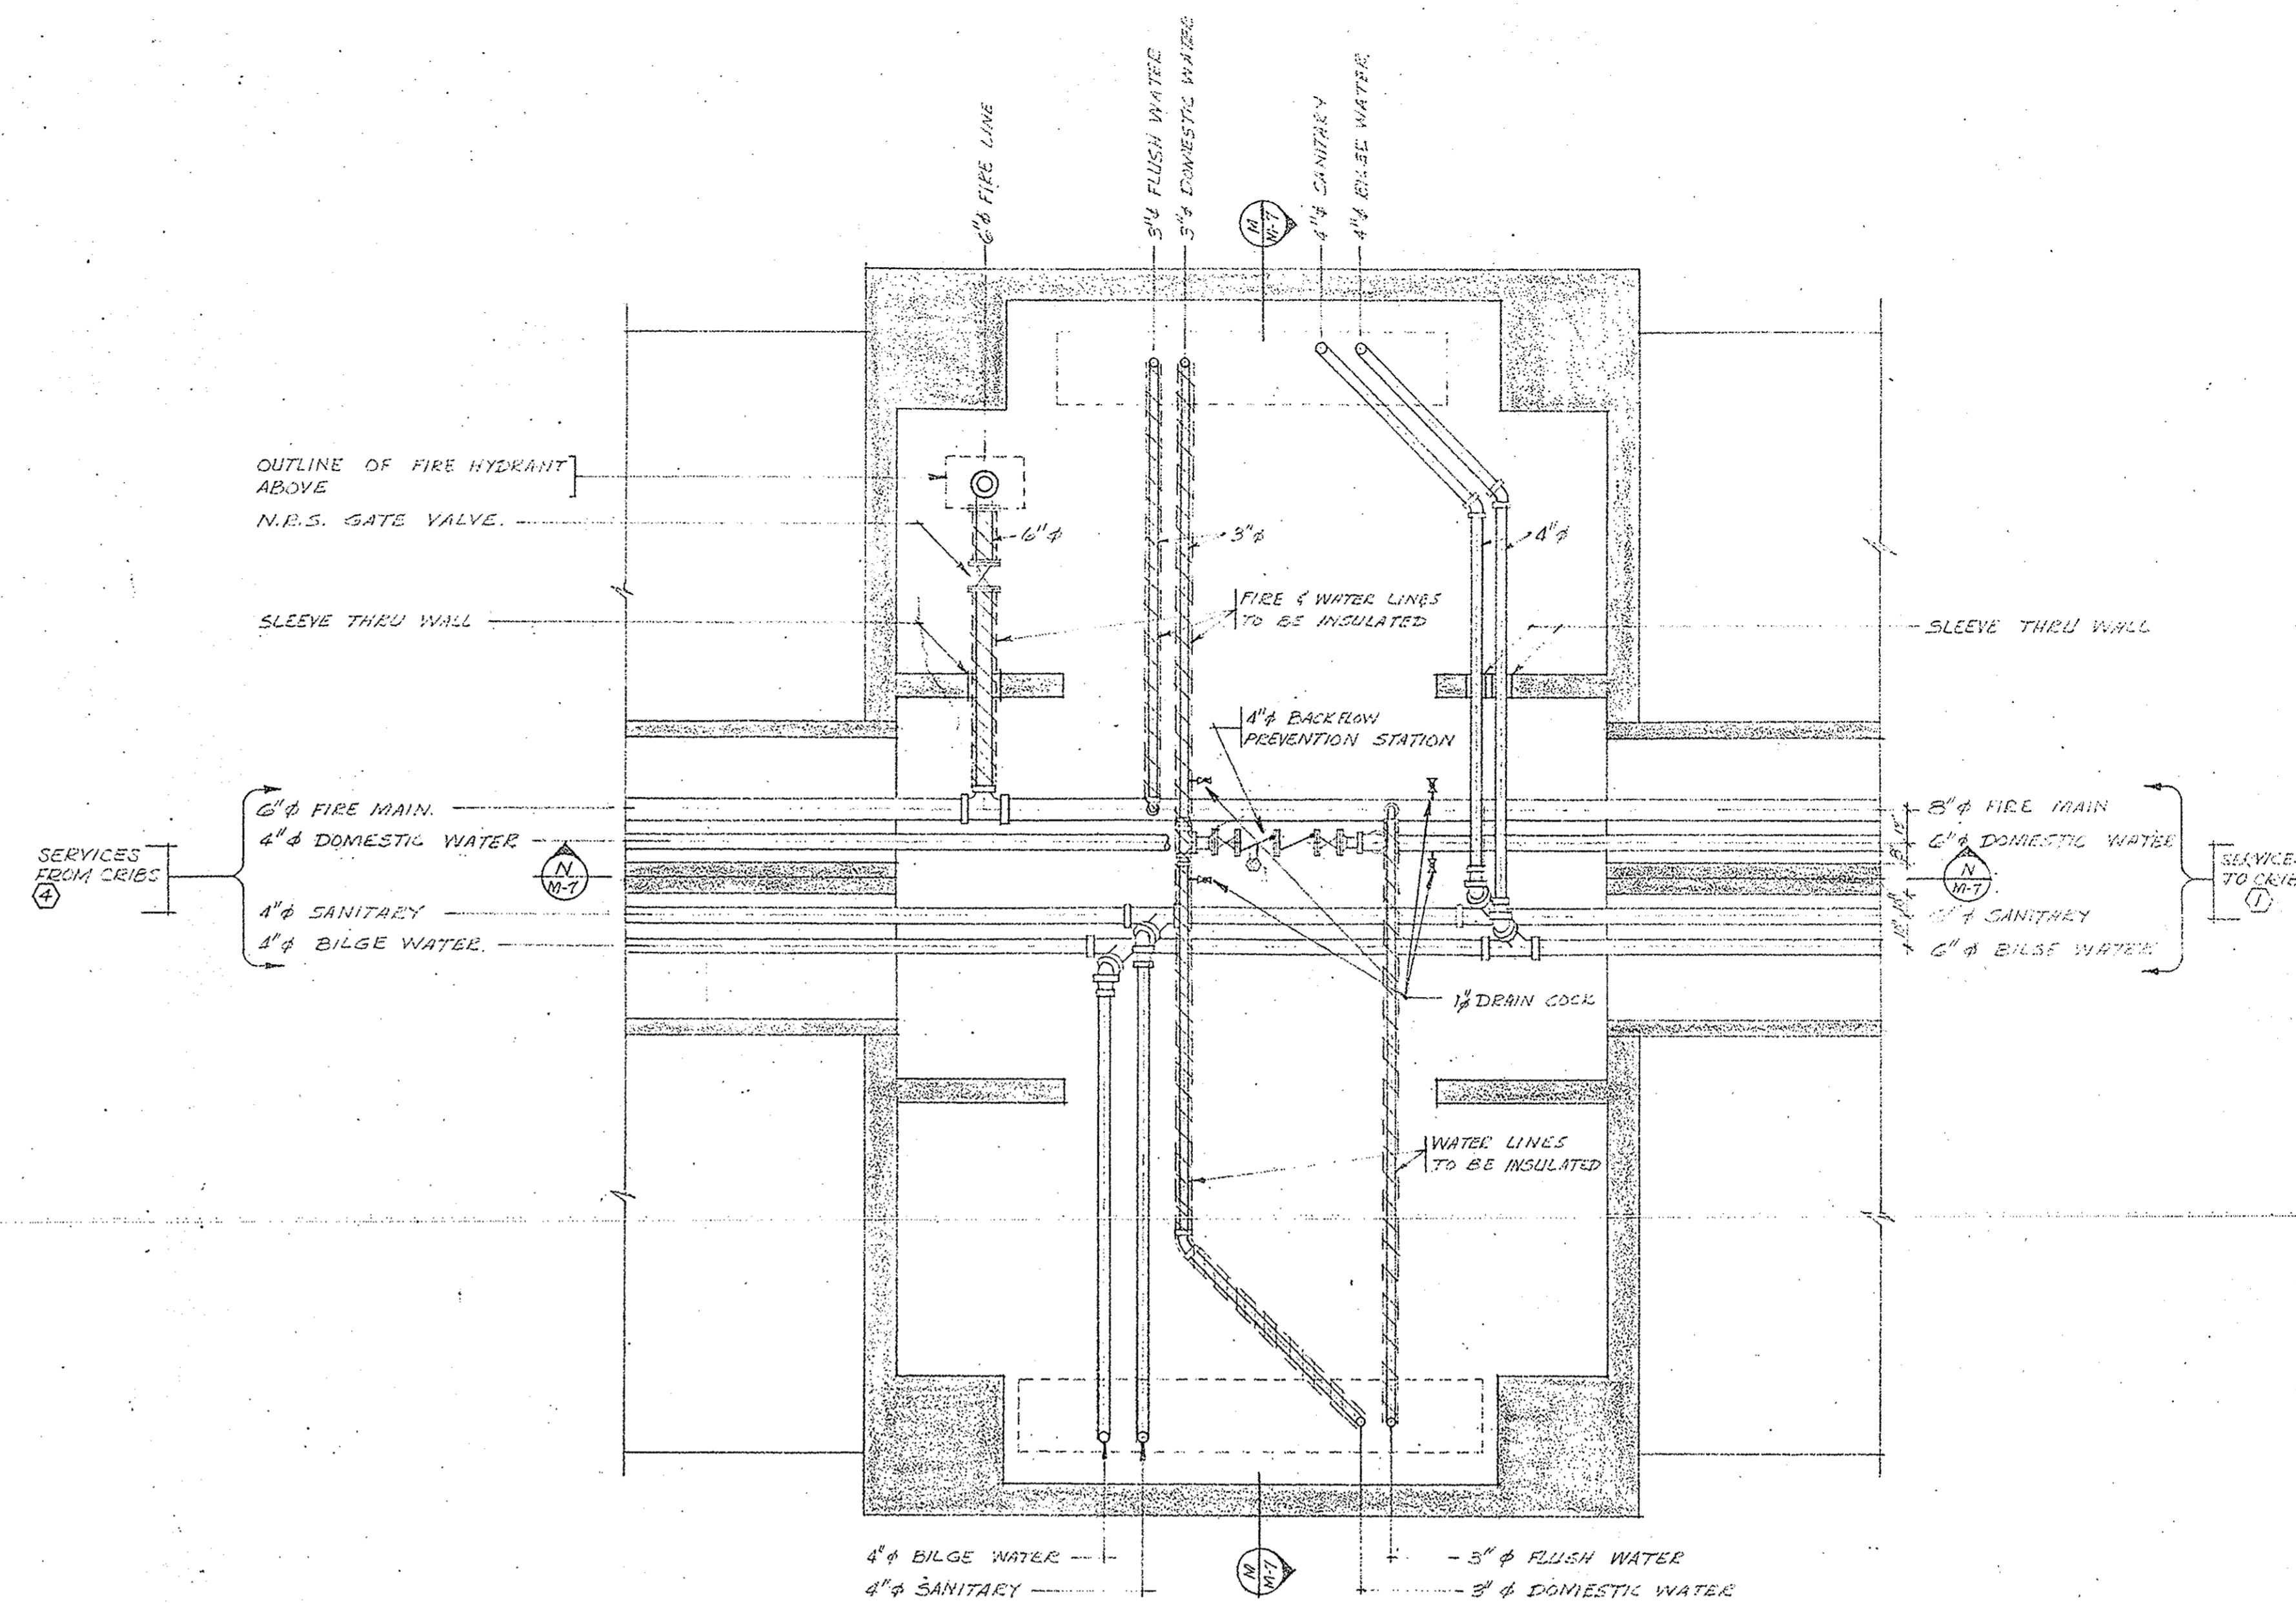 6"φ FIRE LINE
3"φ FLUSH WATER
3"φ DOMESTIC WATER
M
M-7
4"φ SANITARY
4"φ BILGE WATER
OUTLINE OF FIRE HYDRANT
ABOVE
N.R.S. GATE VALVE.
6"φ
3"φ
4"φ
FIRE & WATER LINES
TO BE INSULATED
SLEEVE THRU WALL
SLEEVE THRU WALL
4"φ BACKFLOW
PREVENTION STATION
6"φ FIRE MAIN.
4"φ DOMESTIC WATER
SERVICES
FROM CRIBS
4
N
M-7
4"φ SANITARY
4"φ BILGE WATER.
8"φ FIRE MAIN
6"φ DOMESTIC WATER
N
M-7
SANITARY
6"φ BILGE WATER
TO
1
1"φ DRAIN COCK
WATER LINES
TO BE INSULATED
4"φ BILGE WATER
4"φ SANITARY
M
M-7
3"φ FLUSH WATER
3"φ DOMESTIC WATER